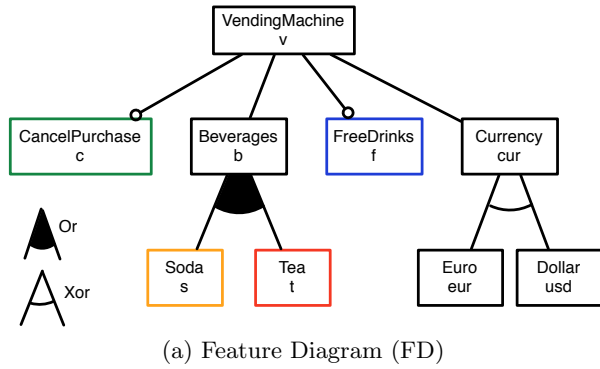 VendingMachine
v
CancelPurchase
c
Beverages
b
FreeDrinks
f
Currency
cur
Or
Xor
Soda
s
Tea
t
Euro
eur
Dollar
usd
(a) Feature Diagram (FD)